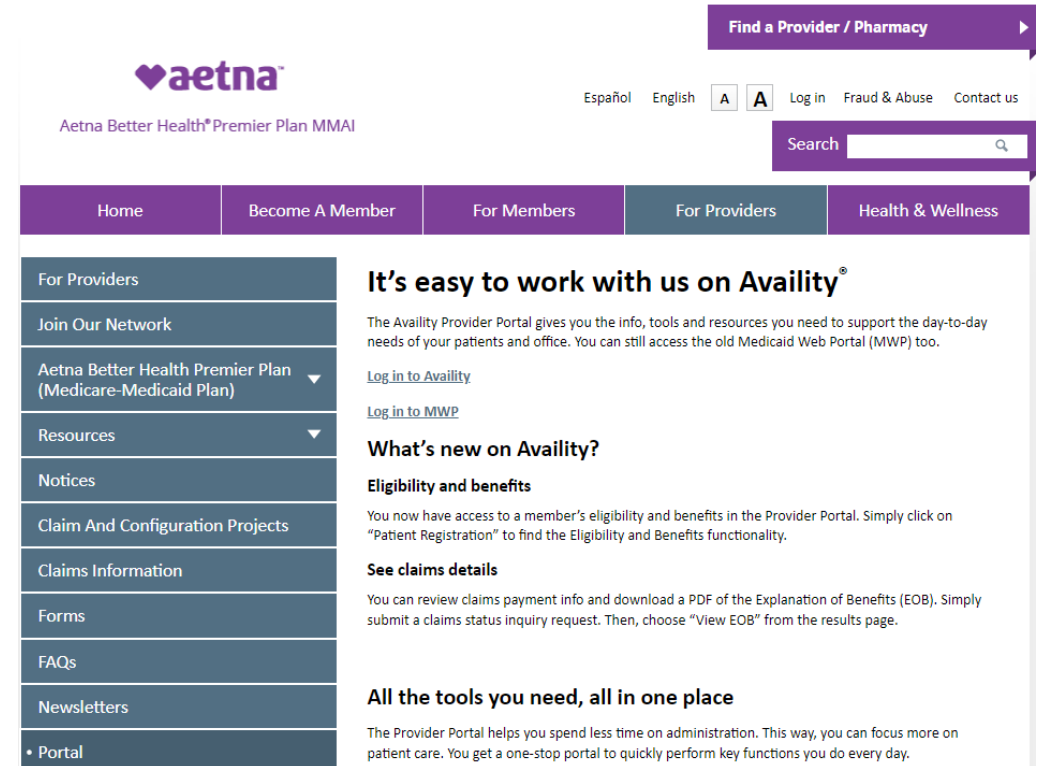 Find a Provider / Pharmacy
aetna™
Aetna Better Health® Premier Plan MMAI
Español English A A Log in Fraud & Abuse Contact us
Search
Home Become A Member For Members For Providers Health & Wellness
For Providers
Join Our Network
Aetna Better Health Premier Plan
(Medicare-Medicaid Plan)
Resources
Notices
Claim And Configuration Projects
Claims Information
Forms
FAQs
Newsletters
• Portal
It's easy to work with us on Availity®
The Availity Provider Portal gives you the info, tools and resources you need to support the day-to-day
needs of your patients and office. You can still access the old Medicaid Web Portal (MWP) too.
Log in to Availity
Log in to MWP
What's new on Availity?
Eligibility and benefits
You now have access to a member's eligibility and benefits in the Provider Portal. Simply click on
"Patient Registration" to find the Eligibility and Benefits functionality.
See claims details
You can review claims payment info and download a PDF of the Explanation of Benefits (EOB). Simply
submit a claims status inquiry request. Then, choose "View EOB" from the results page.
All the tools you need, all in one place
The Provider Portal helps you spend less time on administration. This way, you can focus more on
patient care. You get a one-stop portal to quickly perform key functions you do every day.